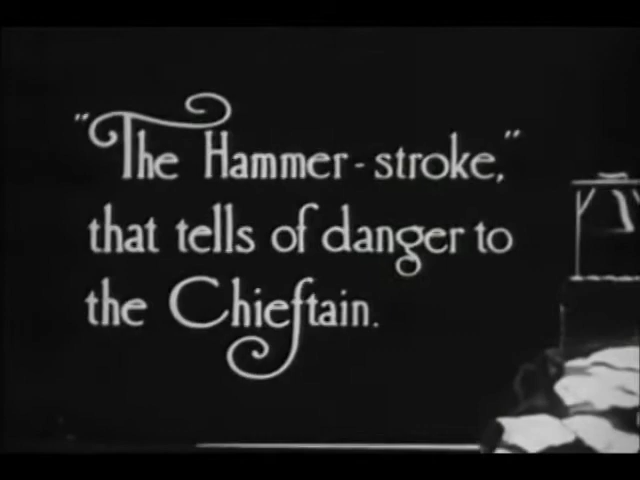 "The Hammer-stroke,"
that tells of danger to
the Chieftain.